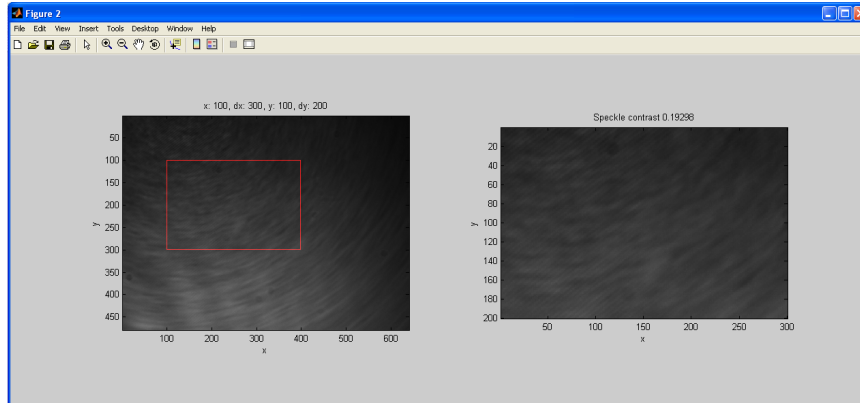 Figure 2
File Edit View Insert Tools Desktop Window Help
x: 100, dx: 300, y: 100, dy: 200
50
100
150
200
250
300
350
400
450
y
100 200 300 400 500 600
x
Speckle contrast 0.19298
20
40
60
80
100
120
140
160
180
200
y
50 100 150 200 250 300
x